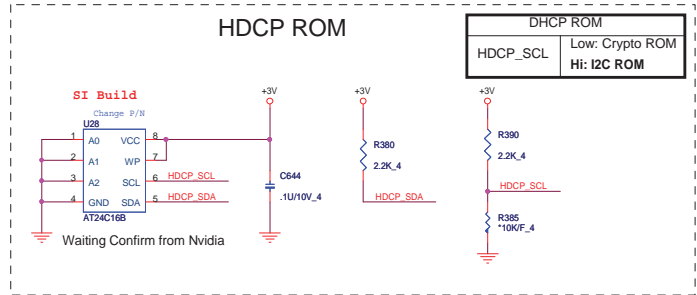 HDCP ROM
DHCP ROM
HDCP_SCL
Low: Crypto ROM
Hi: I2C ROM
SI Build
Change P/N
U28
1 A0 VCC 8
2 A1 WP 7
3 A2 SCL 6 HDCP_SCL
4 GND SDA 5 HDCP_SDA
AT24C16B
Waiting Confirm from Nvidia
+3V
C644
.1U/10V_4
+3V
R380
2.2K_4
HDCP_SDA
+3V
R390
2.2K_4
HDCP_SCL
R385
*10K/F_4